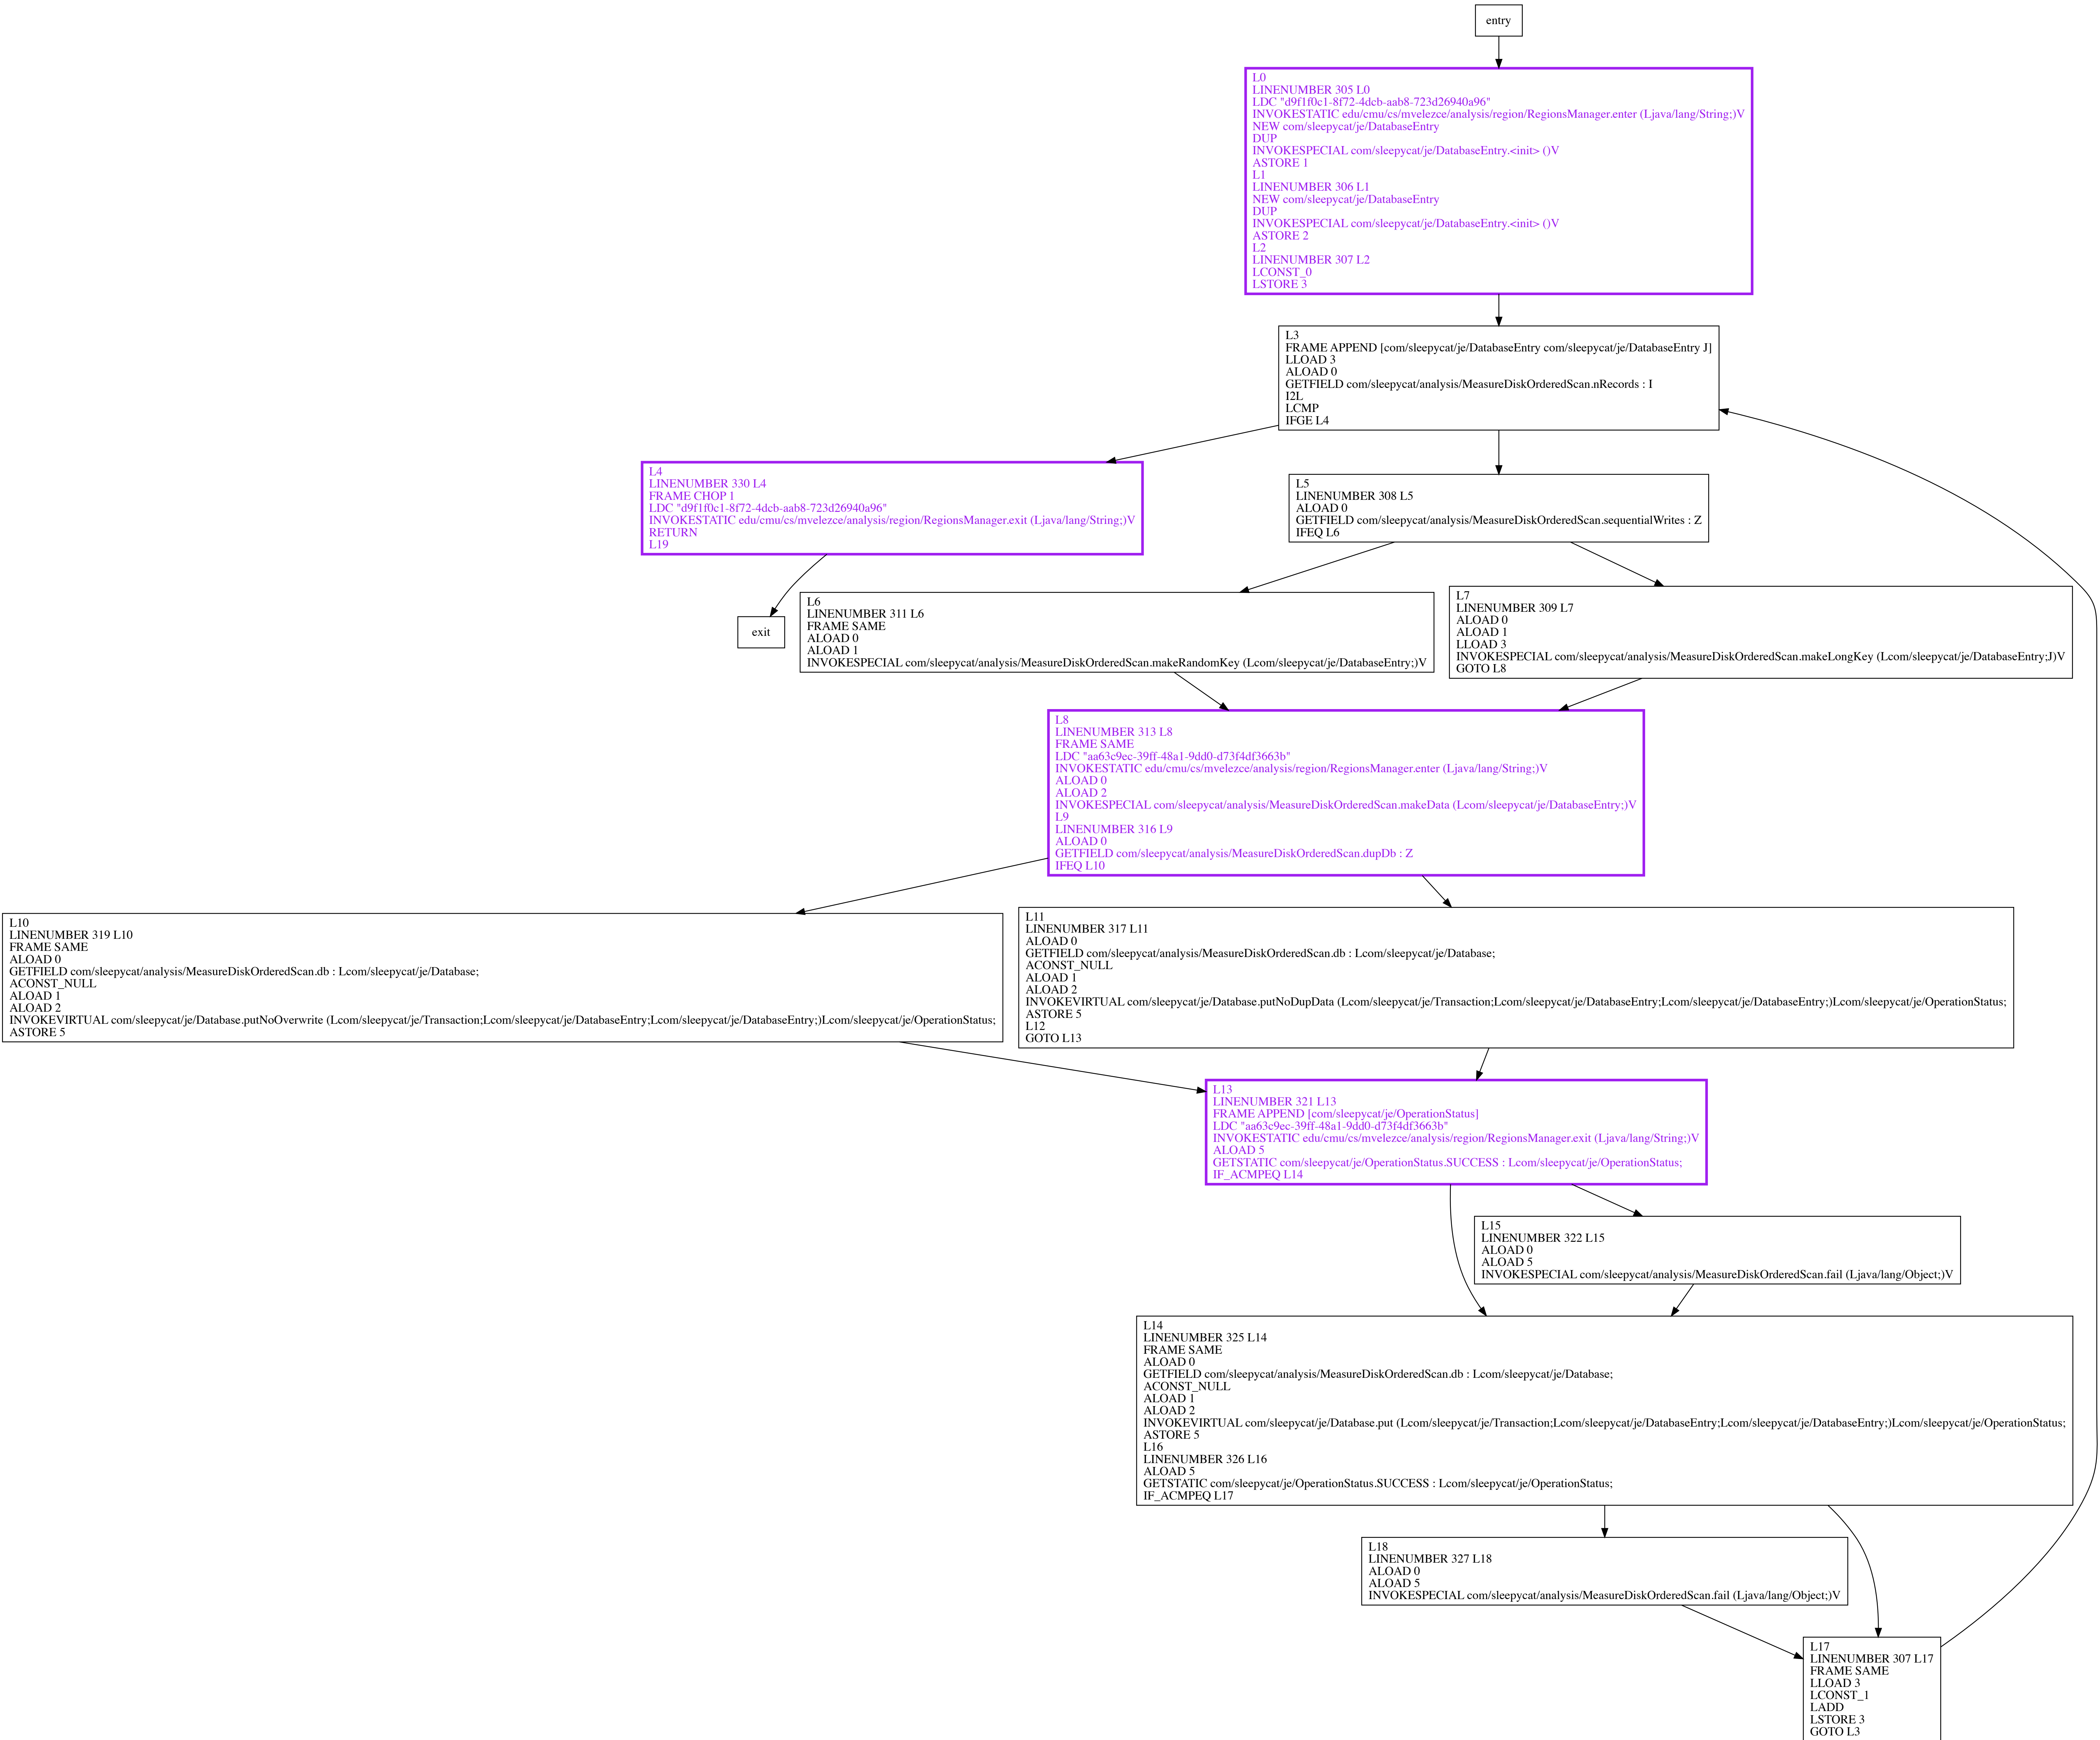 entry
L0
LINENUMBER 305 L0
LDC "d9f1f0c1-8f72-4dcb-aab8-723d26940a96"
INVOKESTATIC edu/cmu/cs/mvelezce/analysis/region/RegionsManager.enter (Ljava/lang/String;)V
NEW com/sleepycat/je/DatabaseEntry
DUP
INVOKESPECIAL com/sleepycat/je/DatabaseEntry.<init> ()V
ASTORE 1
L1
LINENUMBER 306 L1
NEW com/sleepycat/je/DatabaseEntry
DUP
INVOKESPECIAL com/sleepycat/je/DatabaseEntry.<init> ()V
ASTORE 2
L2
LINENUMBER 307 L2
LCONST_0
LSTORE 3
L3
FRAME APPEND [com/sleepycat/je/DatabaseEntry com/sleepycat/je/DatabaseEntry J]
LLOAD 3
ALOAD 0
GETFIELD com/sleepycat/analysis/MeasureDiskOrderedScan.nRecords : I
I2L
LCMP
IFGE L4
L4
LINENUMBER 330 L4
FRAME CHOP 1
LDC "d9f1f0c1-8f72-4dcb-aab8-723d26940a96"
INVOKESTATIC edu/cmu/cs/mvelezce/analysis/region/RegionsManager.exit (Ljava/lang/String;)V
RETURN
L19
L5
LINENUMBER 308 L5
ALOAD 0
GETFIELD com/sleepycat/analysis/MeasureDiskOrderedScan.sequentialWrites : Z
IFEQ L6
exit
L6
LINENUMBER 311 L6
FRAME SAME
ALOAD 0
ALOAD 1
INVOKESPECIAL com/sleepycat/analysis/MeasureDiskOrderedScan.makeRandomKey (Lcom/sleepycat/je/DatabaseEntry;)V
L7
LINENUMBER 309 L7
ALOAD 0
ALOAD 1
LLOAD 3
INVOKESPECIAL com/sleepycat/analysis/MeasureDiskOrderedScan.makeLongKey (Lcom/sleepycat/je/DatabaseEntry;J)V
GOTO L8
L8
LINENUMBER 313 L8
FRAME SAME
LDC "aa63c9ec-39ff-48a1-9dd0-d73f4df3663b"
INVOKESTATIC edu/cmu/cs/mvelezce/analysis/region/RegionsManager.enter (Ljava/lang/String;)V
ALOAD 0
ALOAD 2
INVOKESPECIAL com/sleepycat/analysis/MeasureDiskOrderedScan.makeData (Lcom/sleepycat/je/DatabaseEntry;)V
L9
LINENUMBER 316 L9
ALOAD 0
GETFIELD com/sleepycat/analysis/MeasureDiskOrderedScan.dupDb : Z
IFEQ L10
L10
LINENUMBER 319 L10
FRAME SAME
ALOAD 0
GETFIELD com/sleepycat/analysis/MeasureDiskOrderedScan.db : Lcom/sleepycat/je/Database;
ACONST_NULL
ALOAD 1
ALOAD 2
INVOKEVIRTUAL com/sleepycat/je/Database.putNoOverwrite (Lcom/sleepycat/je/Transaction;Lcom/sleepycat/je/DatabaseEntry;Lcom/sleepycat/je/DatabaseEntry;)Lcom/sleepycat/je/OperationStatus;
ASTORE 5
L11
LINENUMBER 317 L11
ALOAD 0
GETFIELD com/sleepycat/analysis/MeasureDiskOrderedScan.db : Lcom/sleepycat/je/Database;
ACONST_NULL
ALOAD 1
ALOAD 2
INVOKEVIRTUAL com/sleepycat/je/Database.putNoDupData (Lcom/sleepycat/je/Transaction;Lcom/sleepycat/je/DatabaseEntry;Lcom/sleepycat/je/DatabaseEntry;)Lcom/sleepycat/je/OperationStatus;
ASTORE 5
L12
GOTO L13
L13
LINENUMBER 321 L13
FRAME APPEND [com/sleepycat/je/OperationStatus]
LDC "aa63c9ec-39ff-48a1-9dd0-d73f4df3663b"
INVOKESTATIC edu/cmu/cs/mvelezce/analysis/region/RegionsManager.exit (Ljava/lang/String;)V
ALOAD 5
GETSTATIC com/sleepycat/je/OperationStatus.SUCCESS : Lcom/sleepycat/je/OperationStatus;
IF_ACMPEQ L14
L15
LINENUMBER 322 L15
ALOAD 0
ALOAD 5
INVOKESPECIAL com/sleepycat/analysis/MeasureDiskOrderedScan.fail (Ljava/lang/Object;)V
L14
LINENUMBER 325 L14
FRAME SAME
ALOAD 0
GETFIELD com/sleepycat/analysis/MeasureDiskOrderedScan.db : Lcom/sleepycat/je/Database;
ACONST_NULL
ALOAD 1
ALOAD 2
INVOKEVIRTUAL com/sleepycat/je/Database.put (Lcom/sleepycat/je/Transaction;Lcom/sleepycat/je/DatabaseEntry;Lcom/sleepycat/je/DatabaseEntry;)Lcom/sleepycat/je/OperationStatus;
ASTORE 5
L16
LINENUMBER 326 L16
ALOAD 5
GETSTATIC com/sleepycat/je/OperationStatus.SUCCESS : Lcom/sleepycat/je/OperationStatus;
IF_ACMPEQ L17
L18
LINENUMBER 327 L18
ALOAD 0
ALOAD 5
INVOKESPECIAL com/sleepycat/analysis/MeasureDiskOrderedScan.fail (Ljava/lang/Object;)V
L17
LINENUMBER 307 L17
FRAME SAME
LLOAD 3
LCONST_1
LADD
LSTORE 3
GOTO L3